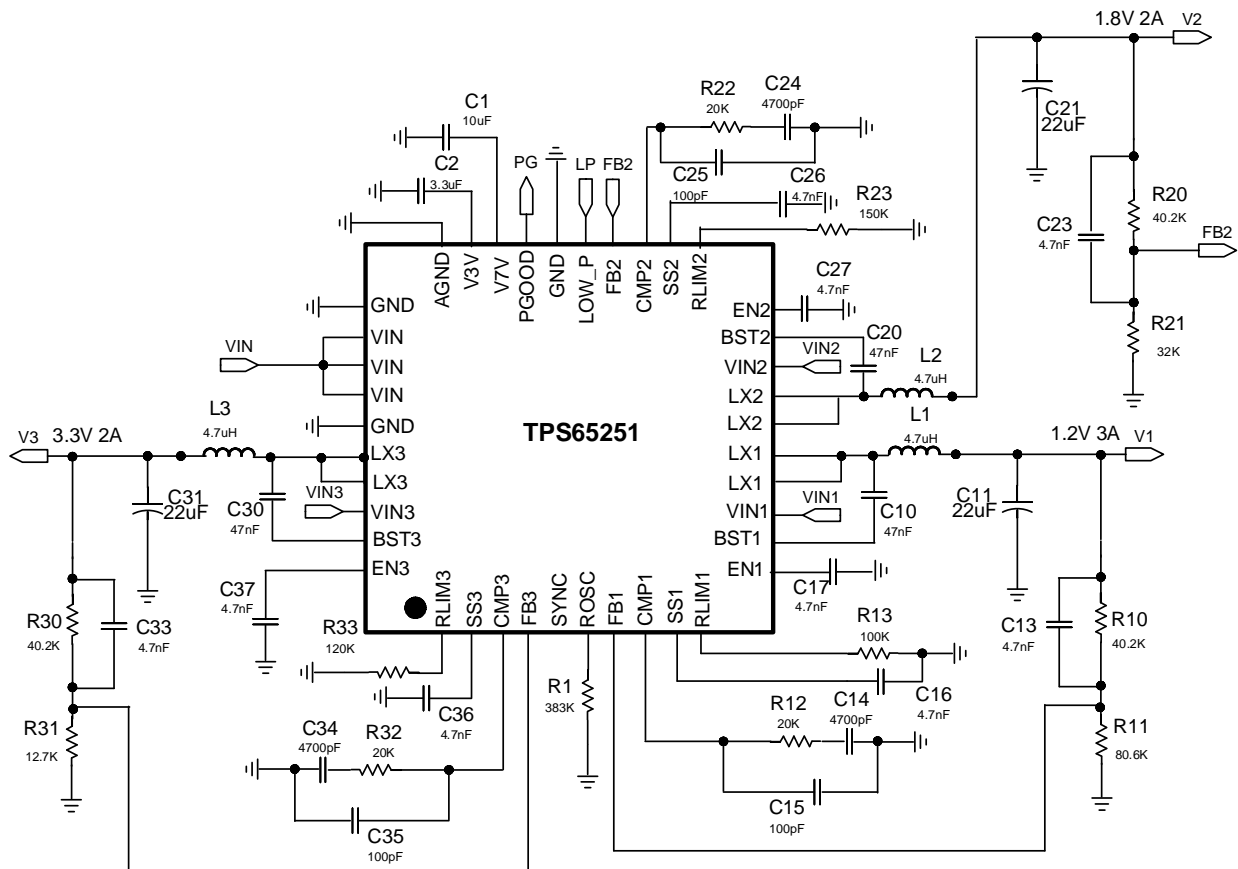 1.8V 2A
V2
C21
22uF
C24
4700pF
R22
20K
C1
10uF
C2
3.3uF
PG
LP
FB2
C25
100pF
C26
4.7nF
R23
150K
C23
4.7nF
R20
40.2K
FB2
R21
32K
AGND
V3V
V7V
PGOOD
GND
LOW_P
FB2
CMP2
SS2
RLIM2
C27
4.7nF
GND
EN2
VIN
VIN
VIN
VIN
BST2
C20
47nF
VIN2
VIN2
L2
4.7uH
LX2
LX2
GND
TPS65251
L3
4.7uH
V3
3.3V 2A
LX3
LX3
L1
4.7uH
1.2V 3A
V1
LX1
LX1
C31
22uF
C30
47nF
VIN3
VIN3
BST3
EN3
VIN1
VIN1
BST1
EN1
C10
47nF
C11
22uF
C37
4.7nF
C17
4.7nF
RLIM3
SS3
CMP3
FB3
SYNC
ROSC
FB1
CMP1
SS1
RLIM1
R30
40.2K
C33
4.7nF
R33
120K
R13
100K
C13
4.7nF
R10
40.2K
R31
12.7K
C36
4.7nF
R1
383K
C16
4.7nF
R12
20K
C14
4700pF
R11
80.6K
C34
4700pF
R32
20K
C35
100pF
C15
100pF